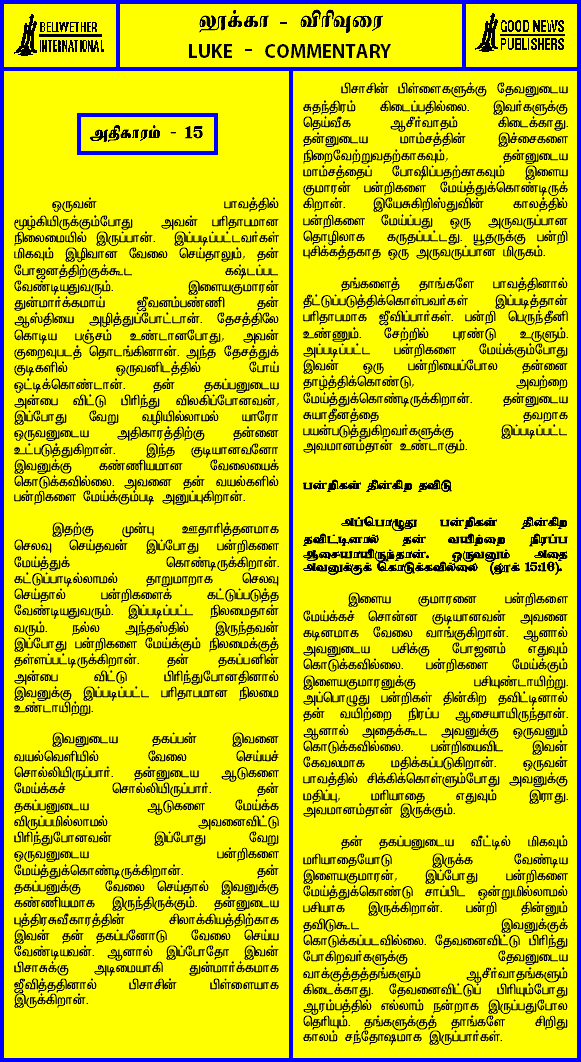 BELLWETHER
INTERNATIONAL
லூக்கா - விரிவுரை
LUKE - COMMENTARY
GOOD NEWS
PUBLISHERS
அதிகாரம் - 15
ஒருவன் பாவத்தில்
மூழ்கியிருக்கும்போது அவன் பரிதாபமான
நிலைமையில் இருப்பான். இப்படிப்பட்டவர்கள்
மிகவும் இழிவான வேலை செய்தாலும், தன்
போஜனத்திற்குக்கூட கஷ்டப்பட
வேண்டியதுவரும். இளையகுமாரன்
துன்மார்க்கமாய் ஜீவனம்பண்ணி தன்
ஆஸ்தியை அழித்துப்போட்டான். தேசத்திலே
கொடிய பஞ்சம் உண்டானபோது, அவன்
குறைவுபடத் தொடங்கினான். அந்த தேசத்துக்
குடிகளில் ஒருவனிடத்தில் போய்
ஒட்டிக்கொண்டான். தன் தகப்பனுடைய
அன்பை விட்டு பிரிந்து விலகிப்போனவன்,
இப்போது வேறு வழியில்லாமல் யாரோ
ஒருவனுடைய அதிகாரத்திற்கு தன்னை
உட்படுத்துகிறான். இந்த குடியானவனோ
இவனுக்கு கண்ணியமான வேலையைக்
கொடுக்கவில்லை. அவனை தன் வயல்களில்
பன்றிகளை மேய்க்கும்படி அனுப்புகிறான்.
இதற்கு முன்பு ஊதாரித்தனமாக
செலவு செய்தவன் இப்போது பன்றிகளை
மேய்த்துக் கொண்டிருக்கிறான்.
கட்டுப்பாடில்லாமல் தாறுமாறாக செலவு
செய்தால் பன்றிகளைக் கட்டுப்படுத்த
வேண்டியதுவரும். இப்படிப்பட்ட நிலமைதான்
வரும். நல்ல அந்தஸ்தில் இருந்தவன்
இப்போது பன்றிகளை மேய்க்கும் நிலமைக்குத்
தள்ளப்பட்டிருக்கிறான். தன் தகப்பனின்
அன்பை விட்டு பிரிந்துபோனதினால்
இவனுக்கு இப்படிப்பட்ட பரிதாபமான நிலமை
உண்டாயிற்று.
இவனுடைய தகப்பன் இவனை
வயல்வெளியில் வேலை செய்யச்
சொல்லியிருப்பார். தன்னுடைய ஆடுகளை
மேய்க்கச் சொல்லியிருப்பார். தன்
தகப்பனுடைய ஆடுகளை மேய்க்க
விருப்பமில்லாமல் அவனைவிட்டு
பிரிந்துபோனவன் இப்போது வேறு
ஒருவனுடைய பன்றிகளை
மேய்த்துக்கொண்டிருக்கிறான். தன்
தகப்பனுக்கு வேலை செய்தால் இவனுக்கு
கண்ணியமாக இருந்திருக்கும். தன்னுடைய
புத்திரசுவீகாரத்தின் சிலாக்கியத்திற்காக
இவன் தன் தகப்பனோடு வேலை செய்ய
வேண்டியவன். ஆனால் இப்போதோ இவன்
பிசாசுக்கு அடிமையாகி துன்மார்க்கமாக
ஜீவித்ததினால் பிசாசின் பிள்ளையாக
இருக்கிறான்.
பிசாசின் பிள்ளைகளுக்கு தேவனுடைய
சுதந்திரம் கிடைப்பதில்லை. இவர்களுக்கு
தெய்வீக ஆசீர்வாதம் கிடைக்காது.
தன்னுடைய மாம்சத்தின் இச்சைகளை
நிறைவேற்றுவதற்காகவும், தன்னுடைய
மாம்சத்தைப் போஷிப்பதற்காகவும் இளைய
குமாரன் பன்றிகளை மேய்த்துக்கொண்டிருக்
கிறான். இயேசுகிறிஸ்துவின் காலத்தில்
பன்றிகளை மேய்ப்பது ஒரு அருவருப்பான
தொழிலாக கருதப்பட்டது. யூதருக்கு பன்றி
புசிக்கத்தகாத ஒரு அருவருப்பான மிருகம்.
தங்களைத் தாங்களே பாவத்தினால்
தீட்டுப்படுத்திக்கொள்பவர்கள் இப்படித்தான்
பரிதாபமாக ஜீவிப்பார்கள். பன்றி பெருந்தீனி
உண்ணும். சேற்றில் புரண்டு உருளும்.
அப்படிப்பட்ட பன்றிகளை மேய்க்கும்போது
இவன் ஒரு பன்றியைப்போல தன்னை
தாழ்த்திக்கொண்டு, அவற்றை
மேய்த்துக்கொண்டிருக்கிறான். தன்னுடைய
சுயாதீனத்தை தவறாக
பயன்படுத்துகிறவர்களுக்கு இப்படிப்பட்ட
அவமானம்தான் உண்டாகும்.
பன்றிகள் தின்கிற தவிடு
அப்பொழுது பன்றிகள் தின்கிற
தவிட்டினால் தன் வயிற்றை நிரப்ப
ஆசையாயிருந்தான். ஒருவனும் அதை
அவனுக்குக் கொடுக்கவில்லை (லூக் 15:16).
இளைய குமாரனை பன்றிகளை
மேய்க்கச் சொன்ன குடியானவன் அவனை
கடினமாக வேலை வாங்குகிறான். ஆனால்
அவனுடைய பசிக்கு போஜனம் எதுவும்
கொடுக்கவில்லை. பன்றிகளை மேய்க்கும்
இளையகுமாரனுக்கு பசியுண்டாயிற்று.
அப்பொழுது பன்றிகள் தின்கிற தவிட்டினால்
தன் வயிற்றை நிரப்ப ஆசையாயிருந்தான்.
ஆனால் அதைக்கூட அவனுக்கு ஒருவனும்
கொடுக்கவில்லை. பன்றியைவிட இவன்
கேவலமாக மதிக்கப்படுகிறான். ஒருவன்
பாவத்தில் சிக்கிக்கொள்ளும்போது அவனுக்கு
மதிப்பு, மரியாதை எதுவும் இராது.
அவமானம்தான் இருக்கும்.
தன் தகப்பனுடைய வீட்டில் மிகவும்
மரியாதையோடு இருக்க வேண்டிய
இளையகுமாரன், இப்போது பன்றிகளை
மேய்த்துக்கொண்டு சாப்பிட ஒன்றுமில்லாமல்
பசியாக இருக்கிறான். பன்றி தின்னும்
தவிடுகூட இவனுக்குக்
கொடுக்கப்படவில்லை. தேவனைவிட்டு பிரிந்து
போகிறவர்களுக்கு தேவனுடைய
வாக்குத்தத்தங்களும் ஆசீர்வாதங்களும்
கிடைக்காது. தேவனைவிட்டுப் பிரியும்போது
ஆரம்பத்தில் எல்லாம் நன்றாக இருப்பதுபோல
தெரியும். தங்களுக்குத் தாங்களே சிறிது
காலம் சந்தோஷமாக இருப்பார்கள்.